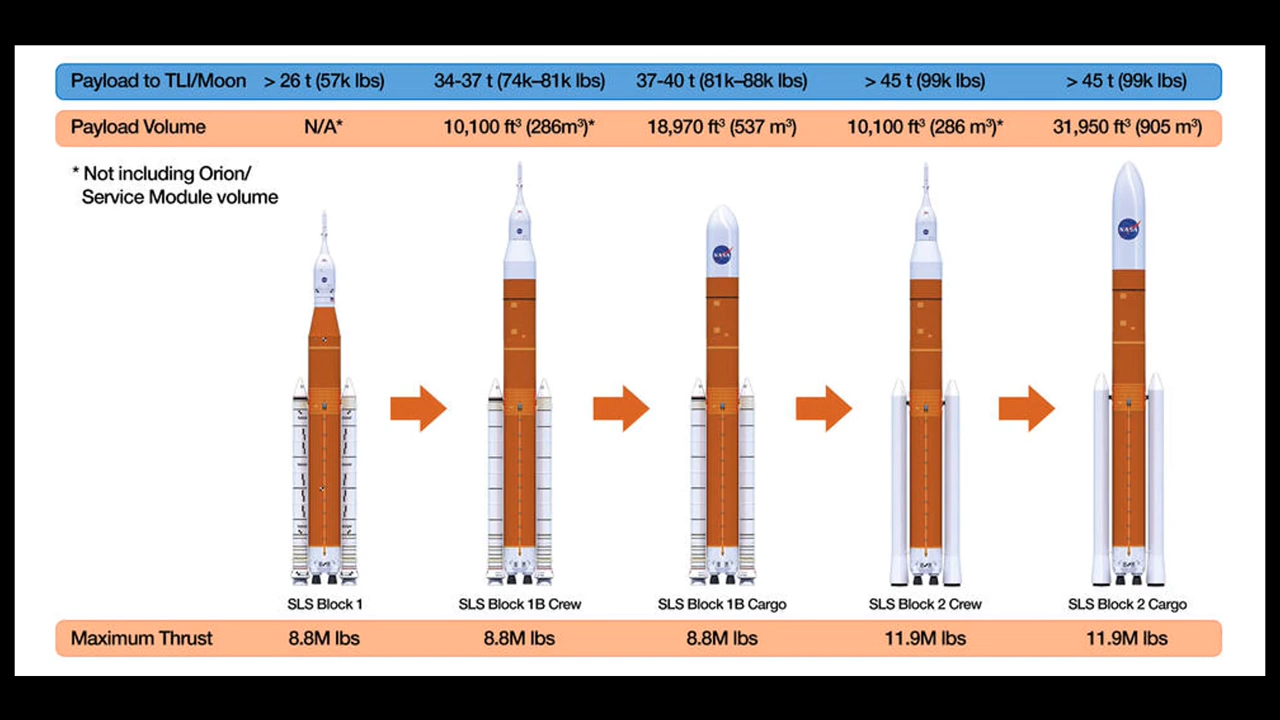 Payload to TLI/Moon > 26 t (57k lbs) 34-37 t (74k–81k lbs) 37-40 t (81k–88k lbs) > 45 t (99k lbs) > 45 t (99k lbs)
Payload Volume N/A* 10,100 ft³ (286m³)* 18,970 ft³ (537 m³) 10,100 ft³ (286 m³)* 31,950 ft³ (905 m³)
* Not including Orion/
Service Module volume
NASA
NASA
SLS Block 1 SLS Block 1B Crew SLS Block 1B Cargo SLS Block 2 Crew SLS Block 2 Cargo
Maximum Thrust 8.8M lbs 8.8M lbs 8.8M lbs 11.9M lbs 11.9M lbs